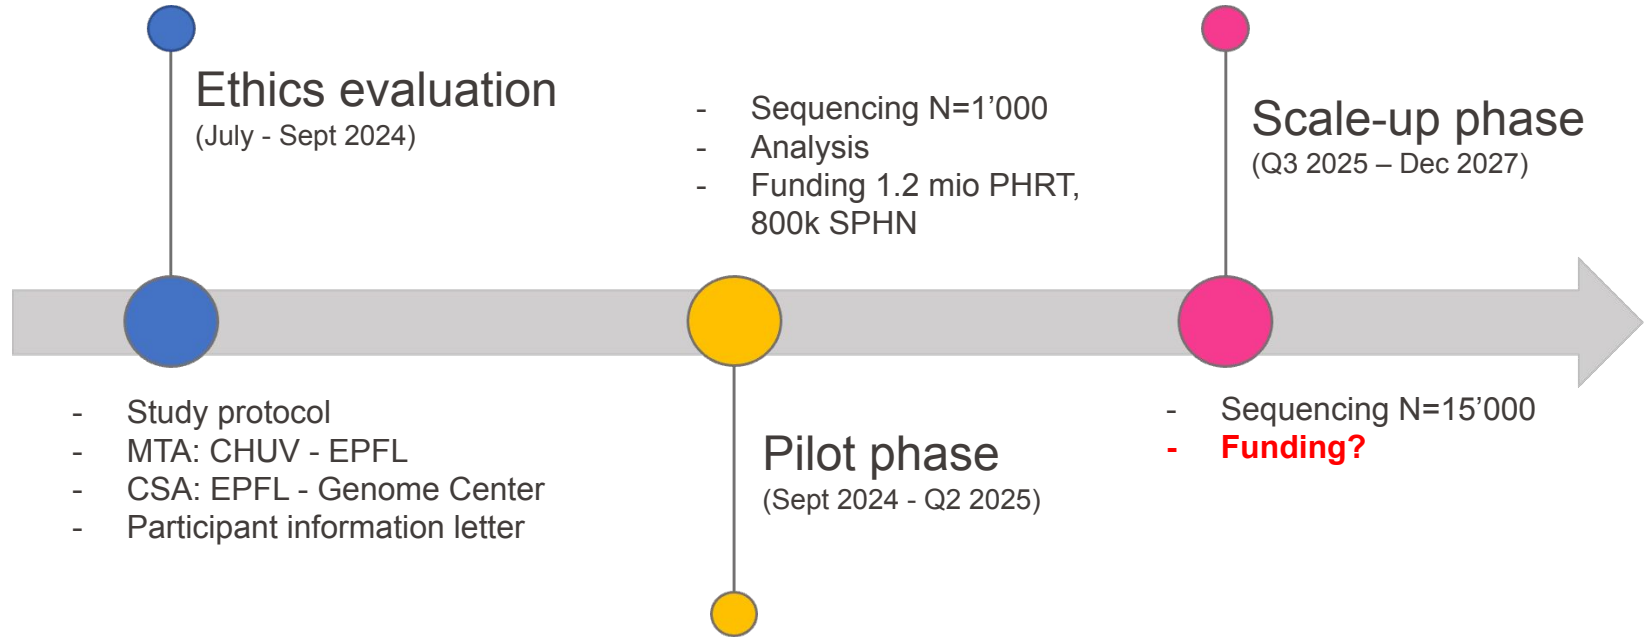 Ethics evaluation
(July - Sept 2024)
- Study protocol
- MTA: CHUV - EPFL
- CSA: EPFL - Genome Center
- Participant information letter
- Sequencing N=1’000
- Analysis
- Funding 1.2 mio PHRT,
800k SPHN
Pilot phase
(Sept 2024 - Q2 2025)
Scale-up phase
(Q3 2025 – Dec 2027)
- Sequencing N=15’000
- Funding?